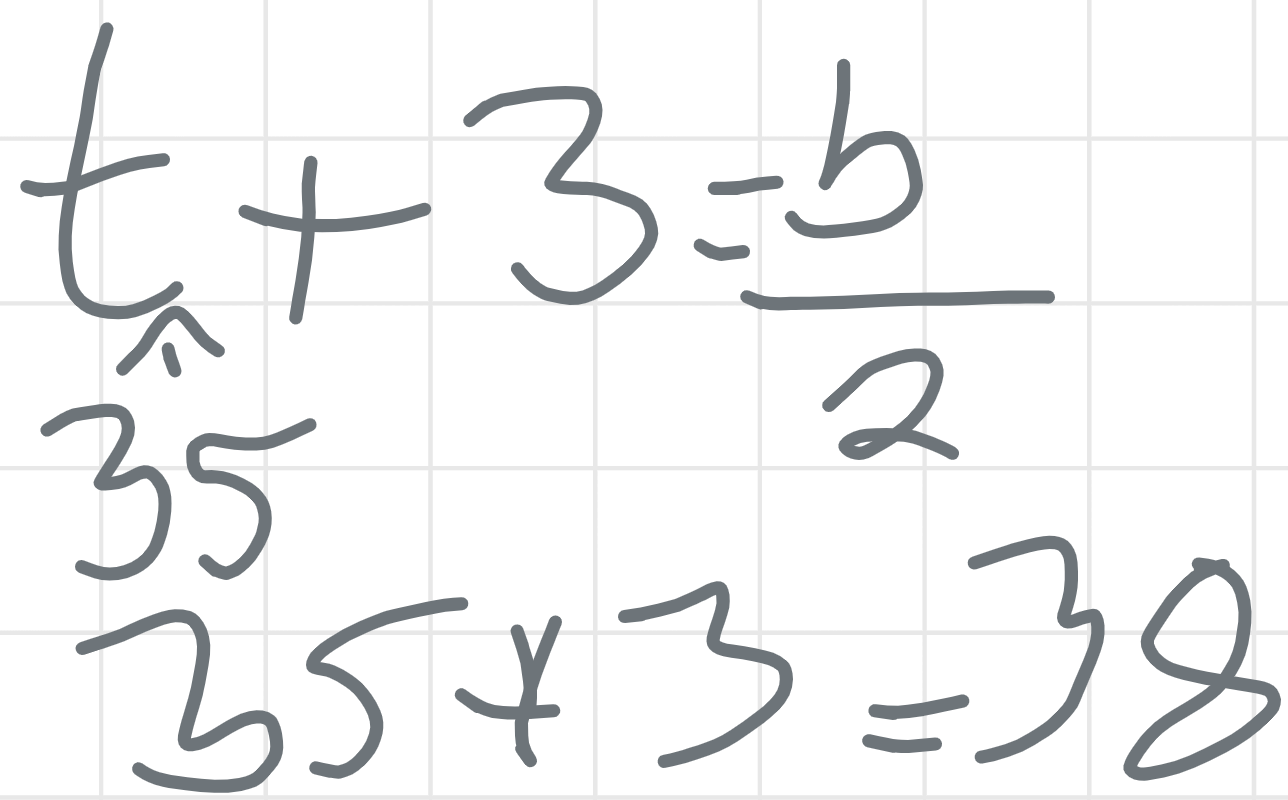 t + 3 = b
2
^
35
35 + 3 = 38